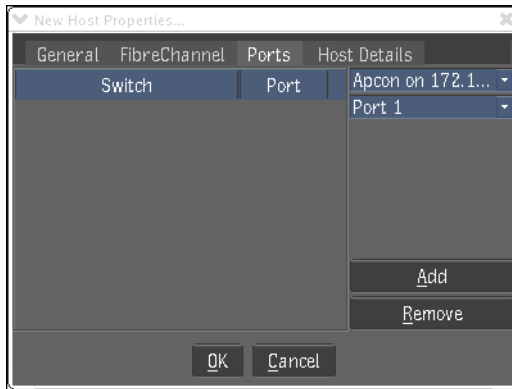 New Host Properties...
General FibreChannel Ports Host Details
Switch Port Apcon on 172.1...
Port 1
Add
Remove
OK Cancel